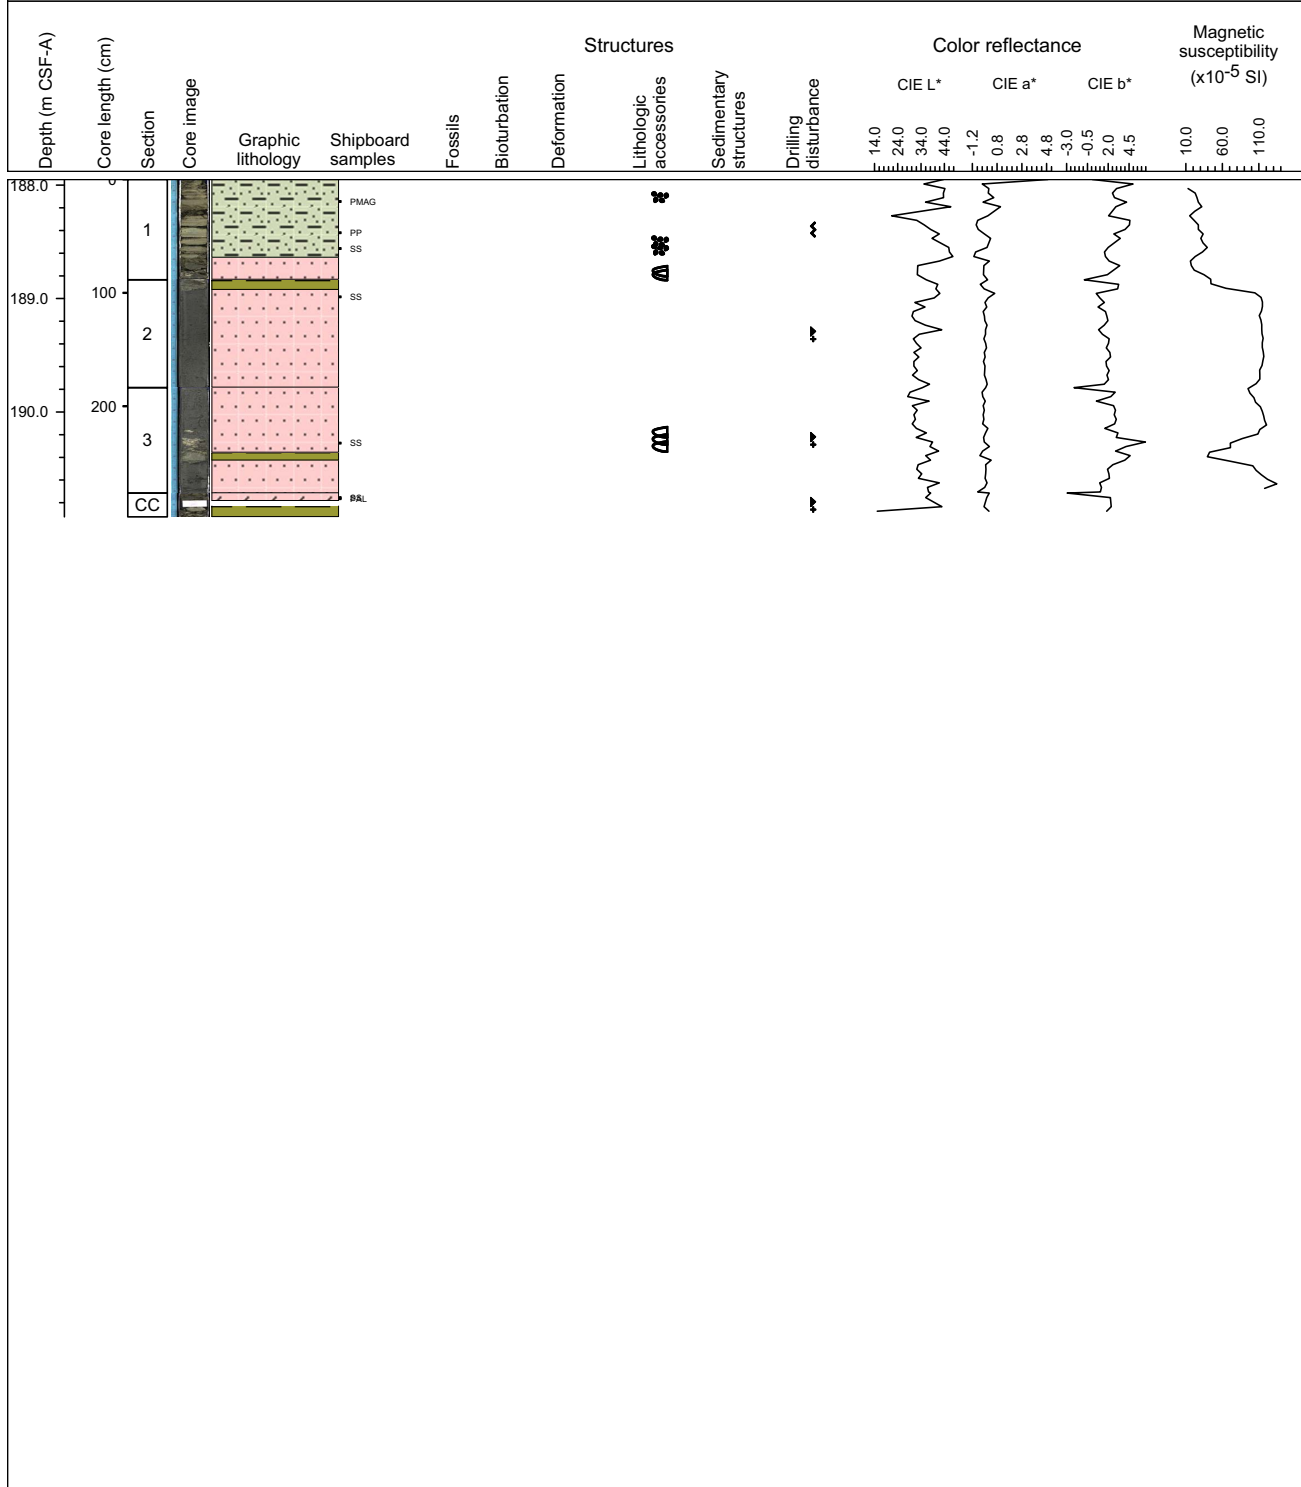 Depth (m CSF-A)
Core length (cm)
Section
Core image
Graphic
lithology
Shipboard
samples
Fossils
Bioturbation
Deformation
Structures
Lithologic
accessories
Sedimentary
structures
Drilling
disturbance
Color reflectance
CIE L*
CIE a*
CIE b*
Magnetic
susceptibility
(x10-5 SI)
14.0 24.0 34.0 44.0
-1.2 0.8 2.8 4.8
-3.0 -0.5 2.0 4.5
10.0 60.0 110.0
188.0
0
PMAG
1
PP
SS
189.0
100
SS
2
190.0
200
3
SS
PAL
CC